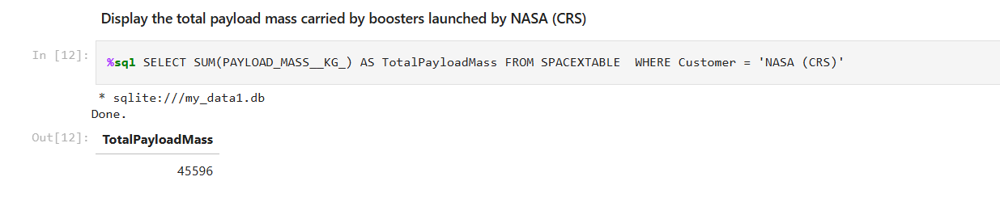 Display the total payload mass carried by boosters launched by NASA (CRS)
In [12]: %sql SELECT SUM(PAYLOAD_MASS__KG_) AS TotalPayloadMass FROM SPACEXTABLE  WHERE Customer = 'NASA (CRS)'
* sqlite:///my_data1.db
Done.
Out[12]: TotalPayloadMass
45596